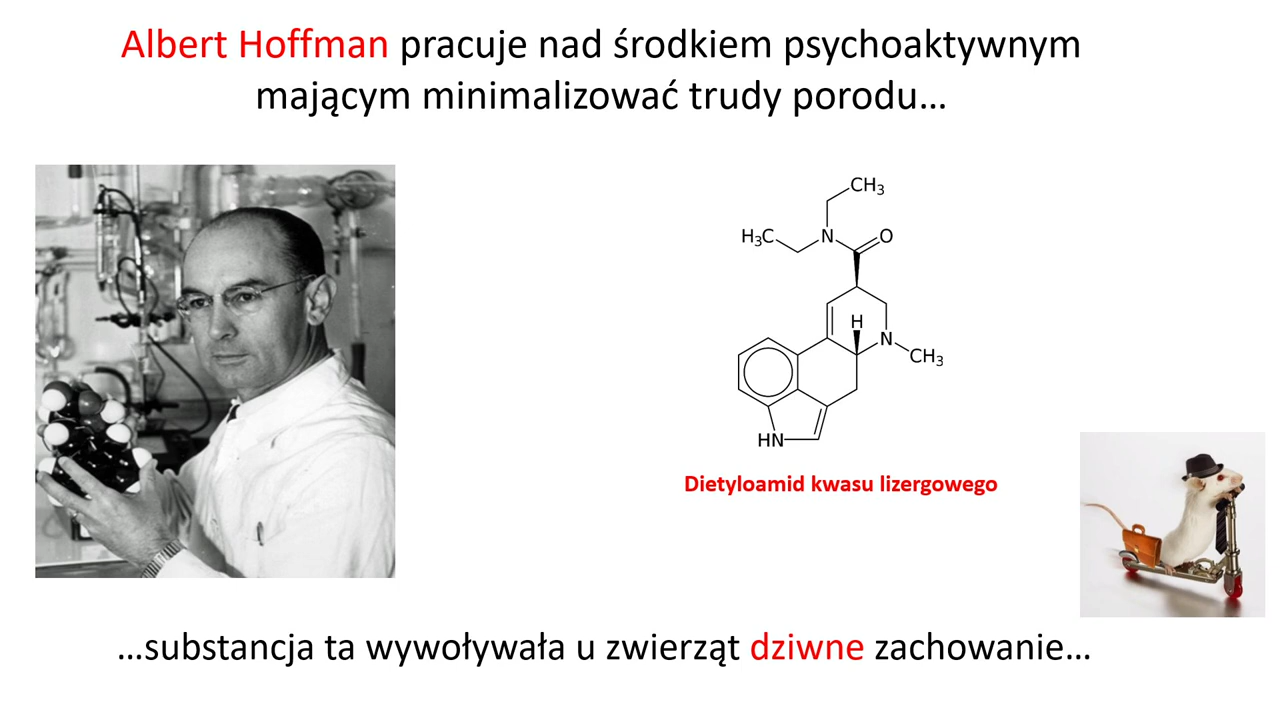 Albert Hoffman pracuje nad środkiem psychoaktywnym
mającym minimalizować trudy porodu…
CH₃
H₃C N O
H
N
CH₃
HN
Dietyloamid kwasu lizergowego
…substancja ta wywoływała u zwierząt dziwne zachowanie…